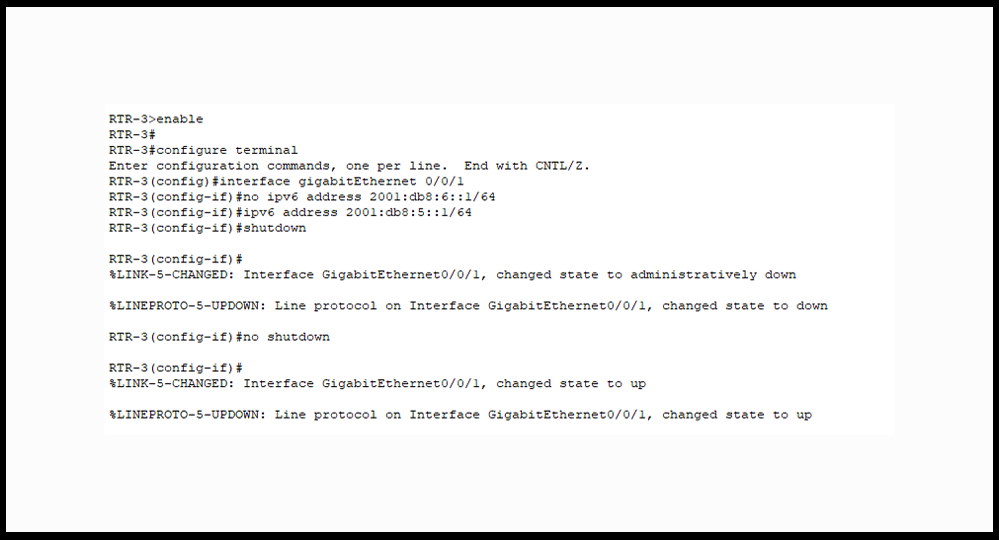 RTR-3>enable
RTR-3#
RTR-3#configure terminal
Enter configuration commands, one per line.  End with CNTL/Z.
RTR-3(config)#interface gigabitEthernet 0/0/1
RTR-3(config-if)#no ipv6 address 2001:db8:6::1/64
RTR-3(config-if)#ipv6 address 2001:db8:5::1/64
RTR-3(config-if)#shutdown
RTR-3(config-if)#
%LINK-5-CHANGED: Interface GigabitEthernet0/0/1, changed state to administratively down
%LINEPROTO-5-UPDOWN: Line protocol on Interface GigabitEthernet0/0/1, changed state to down
RTR-3(config-if)#no shutdown
RTR-3(config-if)#
%LINK-5-CHANGED: Interface GigabitEthernet0/0/1, changed state to up
%LINEPROTO-5-UPDOWN: Line protocol on Interface GigabitEthernet0/0/1, changed state to up